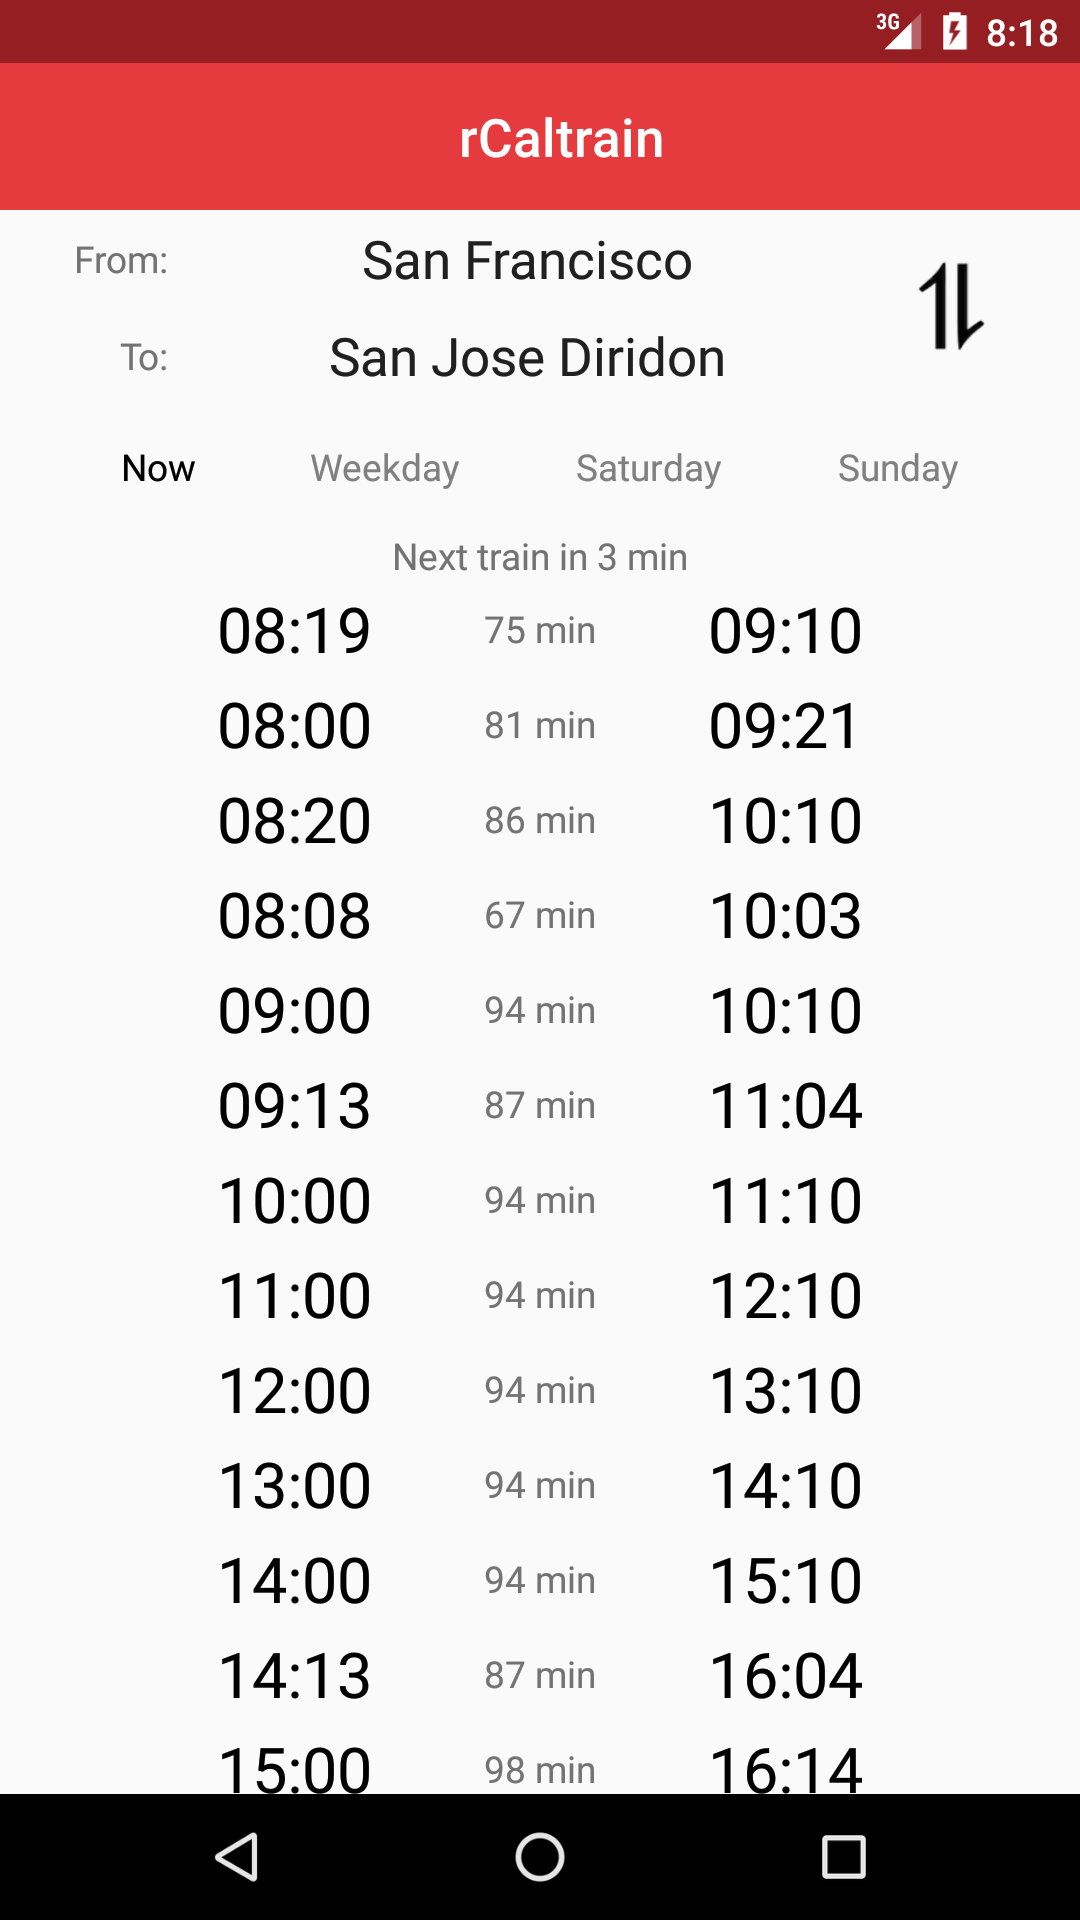 3G 8:18
rCaltrain
From: San Francisco
To: San Jose Diridon
Now Weekday Saturday Sunday
Next train in 3 min
08:19 75 min 09:10
08:00 81 min 09:21
08:20 86 min 10:10
08:08 67 min 10:03
09:00 94 min 10:10
09:13 87 min 11:04
10:00 94 min 11:10
11:00 94 min 12:10
12:00 94 min 13:10
13:00 94 min 14:10
14:00 94 min 15:10
14:13 87 min 16:04
15:00 98 min 16:14